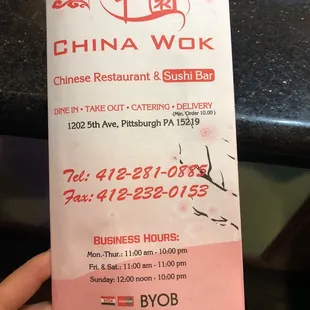 CHINA WOK
Chinese Restaurant & Sushi Bar
DINE IN • TAKE OUT • CATERING • DELIVERY
(Min. Order 10.00)
1202 5th Ave, Pittsburgh PA 15219
Tel: 412-281-0885
Fax: 412-232-0153
BUSINESS HOURS:
Mon.-Thur.: 11:00 am - 10:00 pm
Fri. & Sat.: 11:00 am - 11:00 pm
Sunday: 12:00 noon - 10:00 pm
BYOB